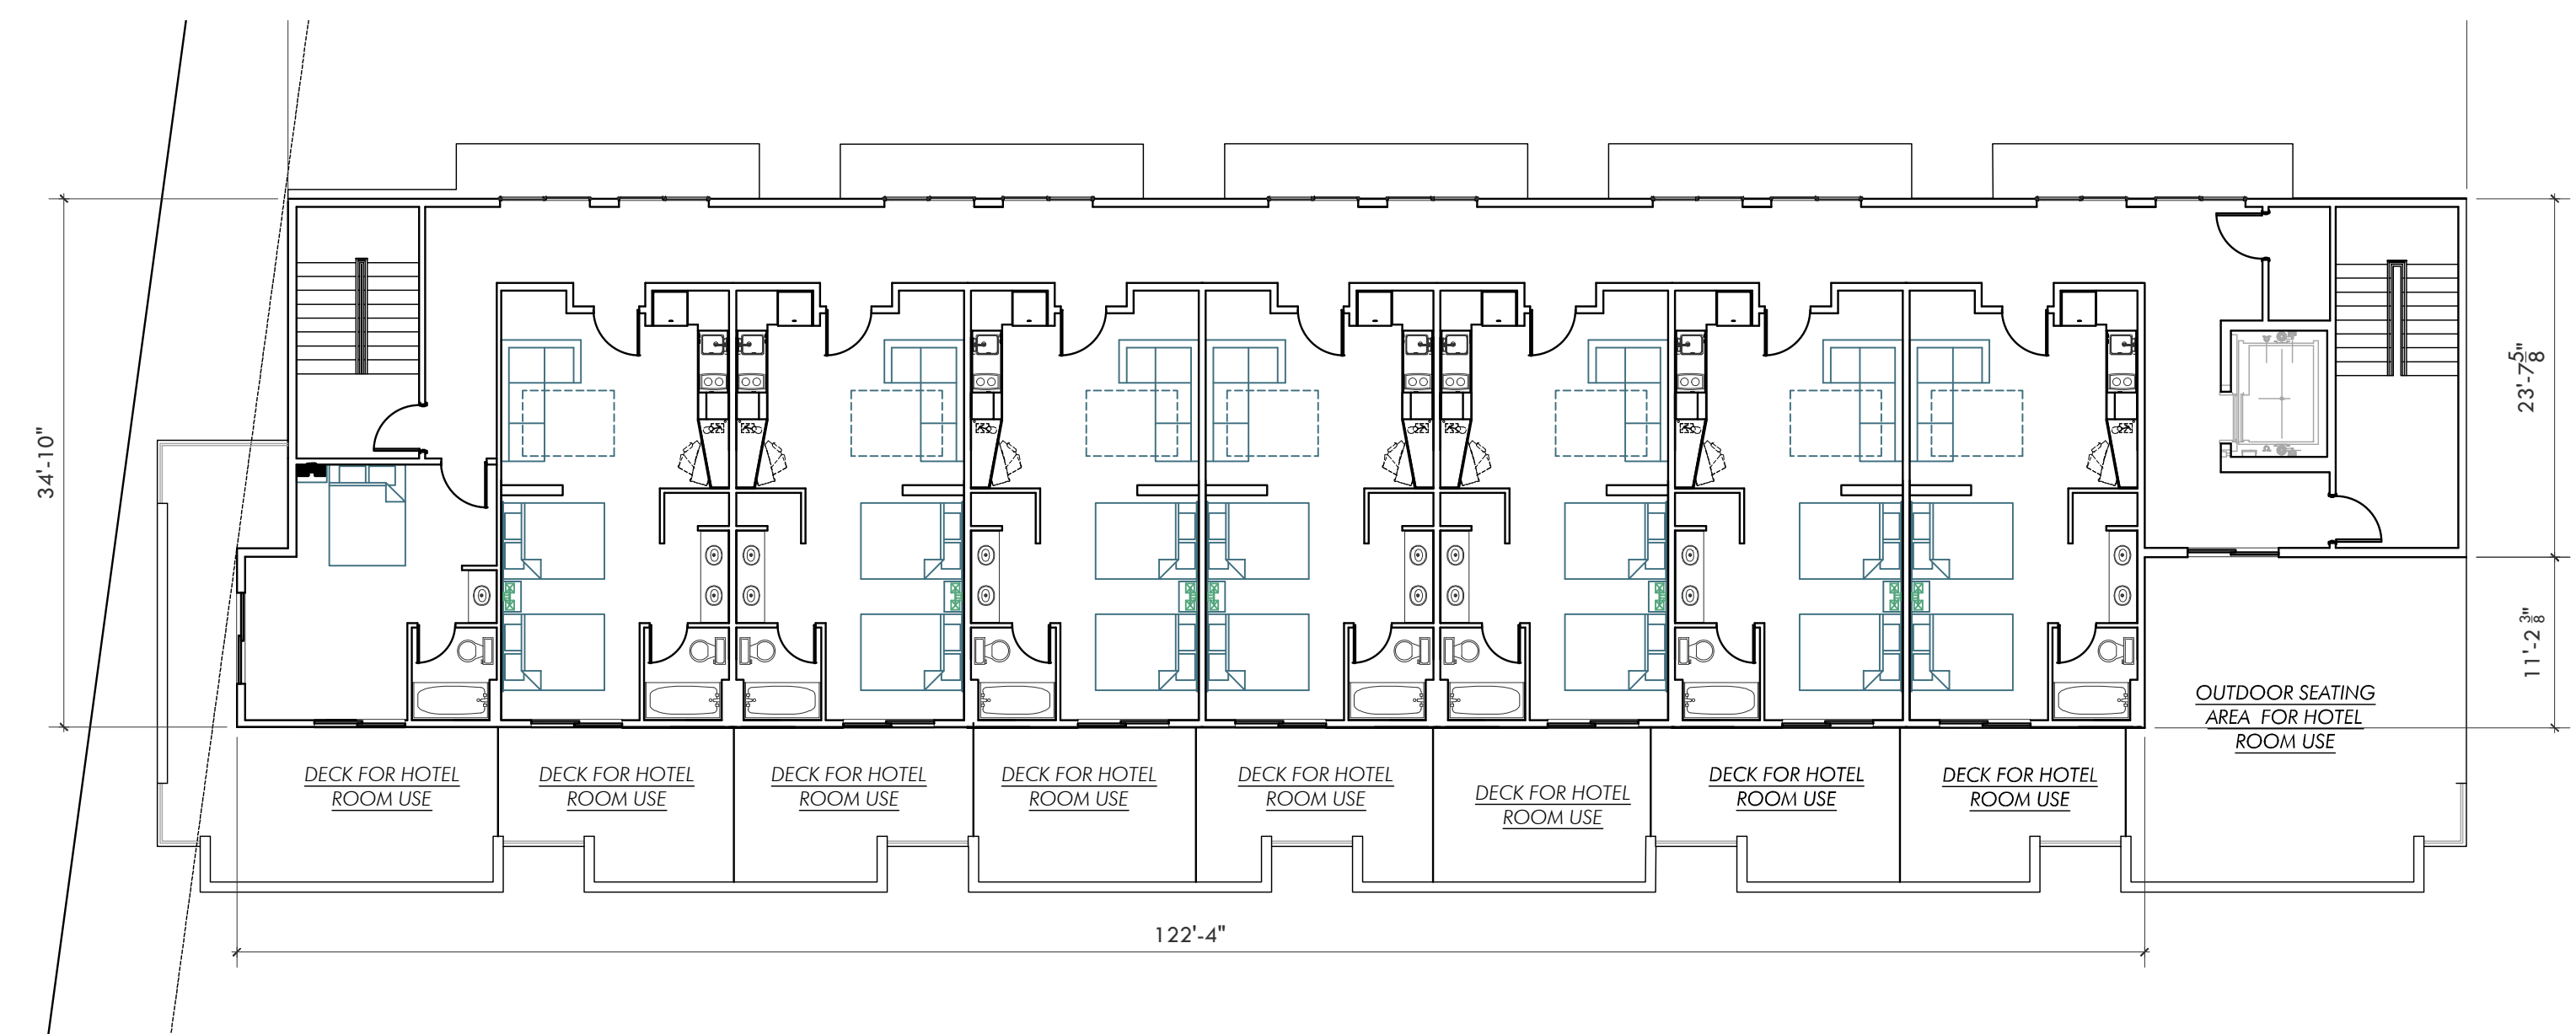 34'-10"
23'-7 5/8"
11'-2 3/8"
OUTDOOR SEATING
AREA FOR HOTEL
ROOM USE
DECK FOR HOTEL
ROOM USE
DECK FOR HOTEL
ROOM USE
DECK FOR HOTEL
ROOM USE
DECK FOR HOTEL
ROOM USE
DECK FOR HOTEL
ROOM USE
DECK FOR HOTEL
ROOM USE
DECK FOR HOTEL
ROOM USE
DECK FOR HOTEL
ROOM USE
122'-4"